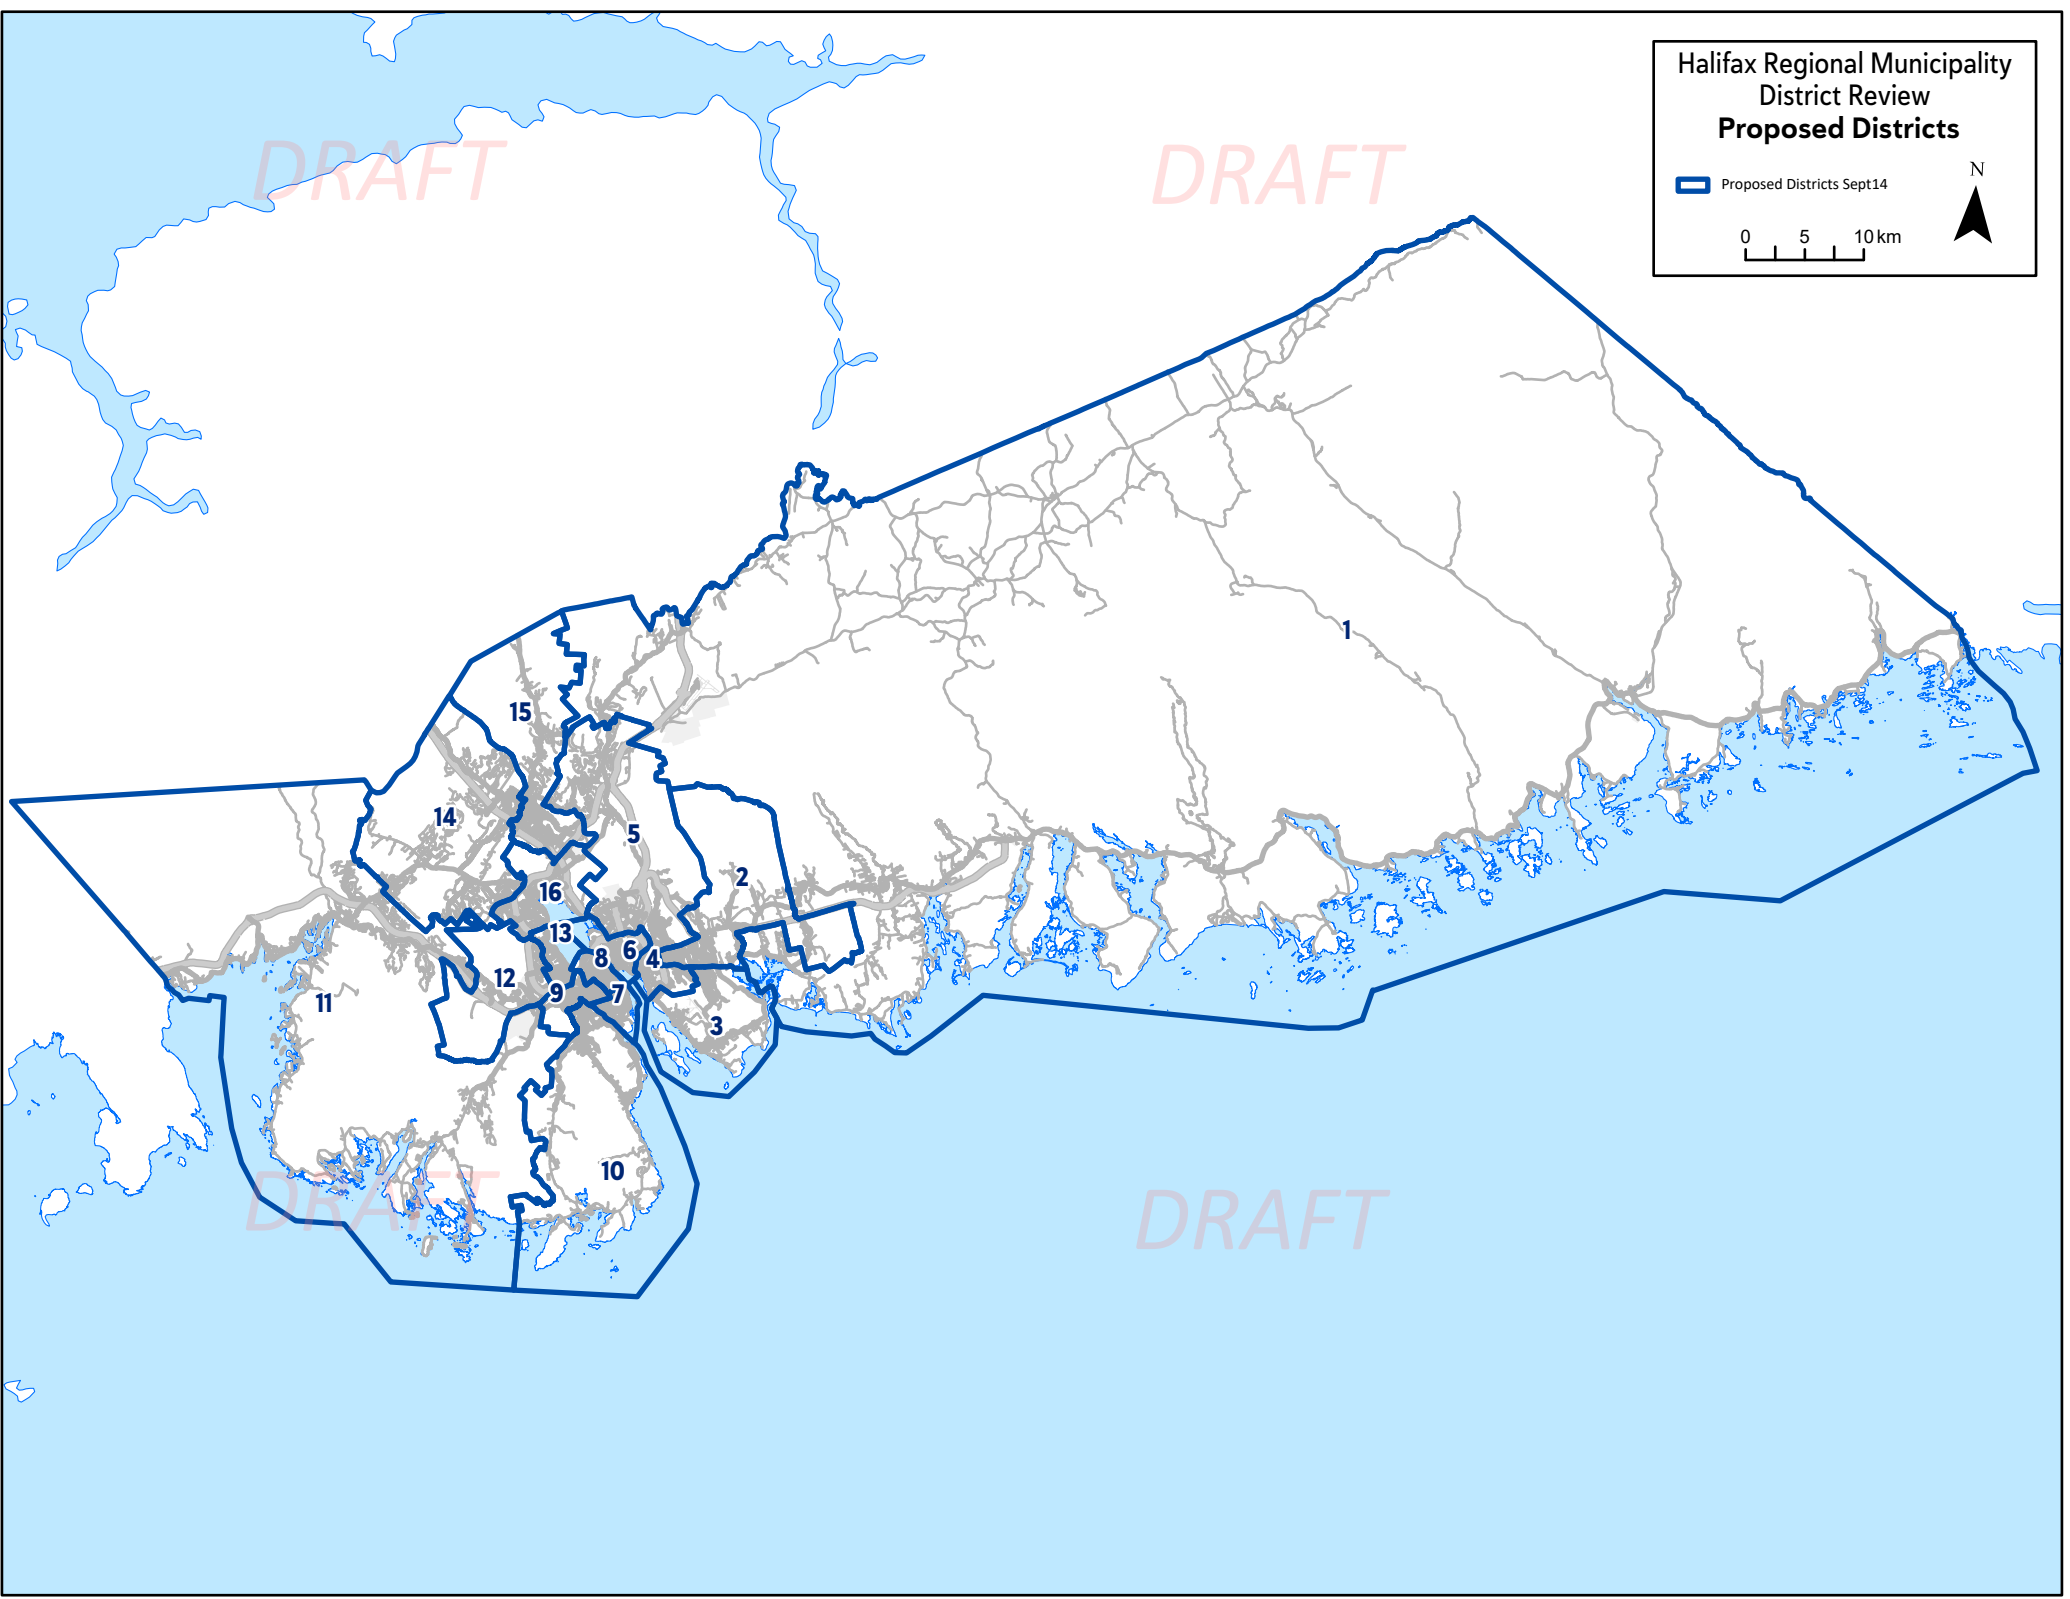 Halifax Regional Municipality
District Review
Proposed Districts
Proposed Districts Sept14
N
0 5 10 km
DRAFT
DRAFT
1
15
14
5
2
16
13
6
8
4
12
9
7
11
3
10
DRAFT
DRAFT